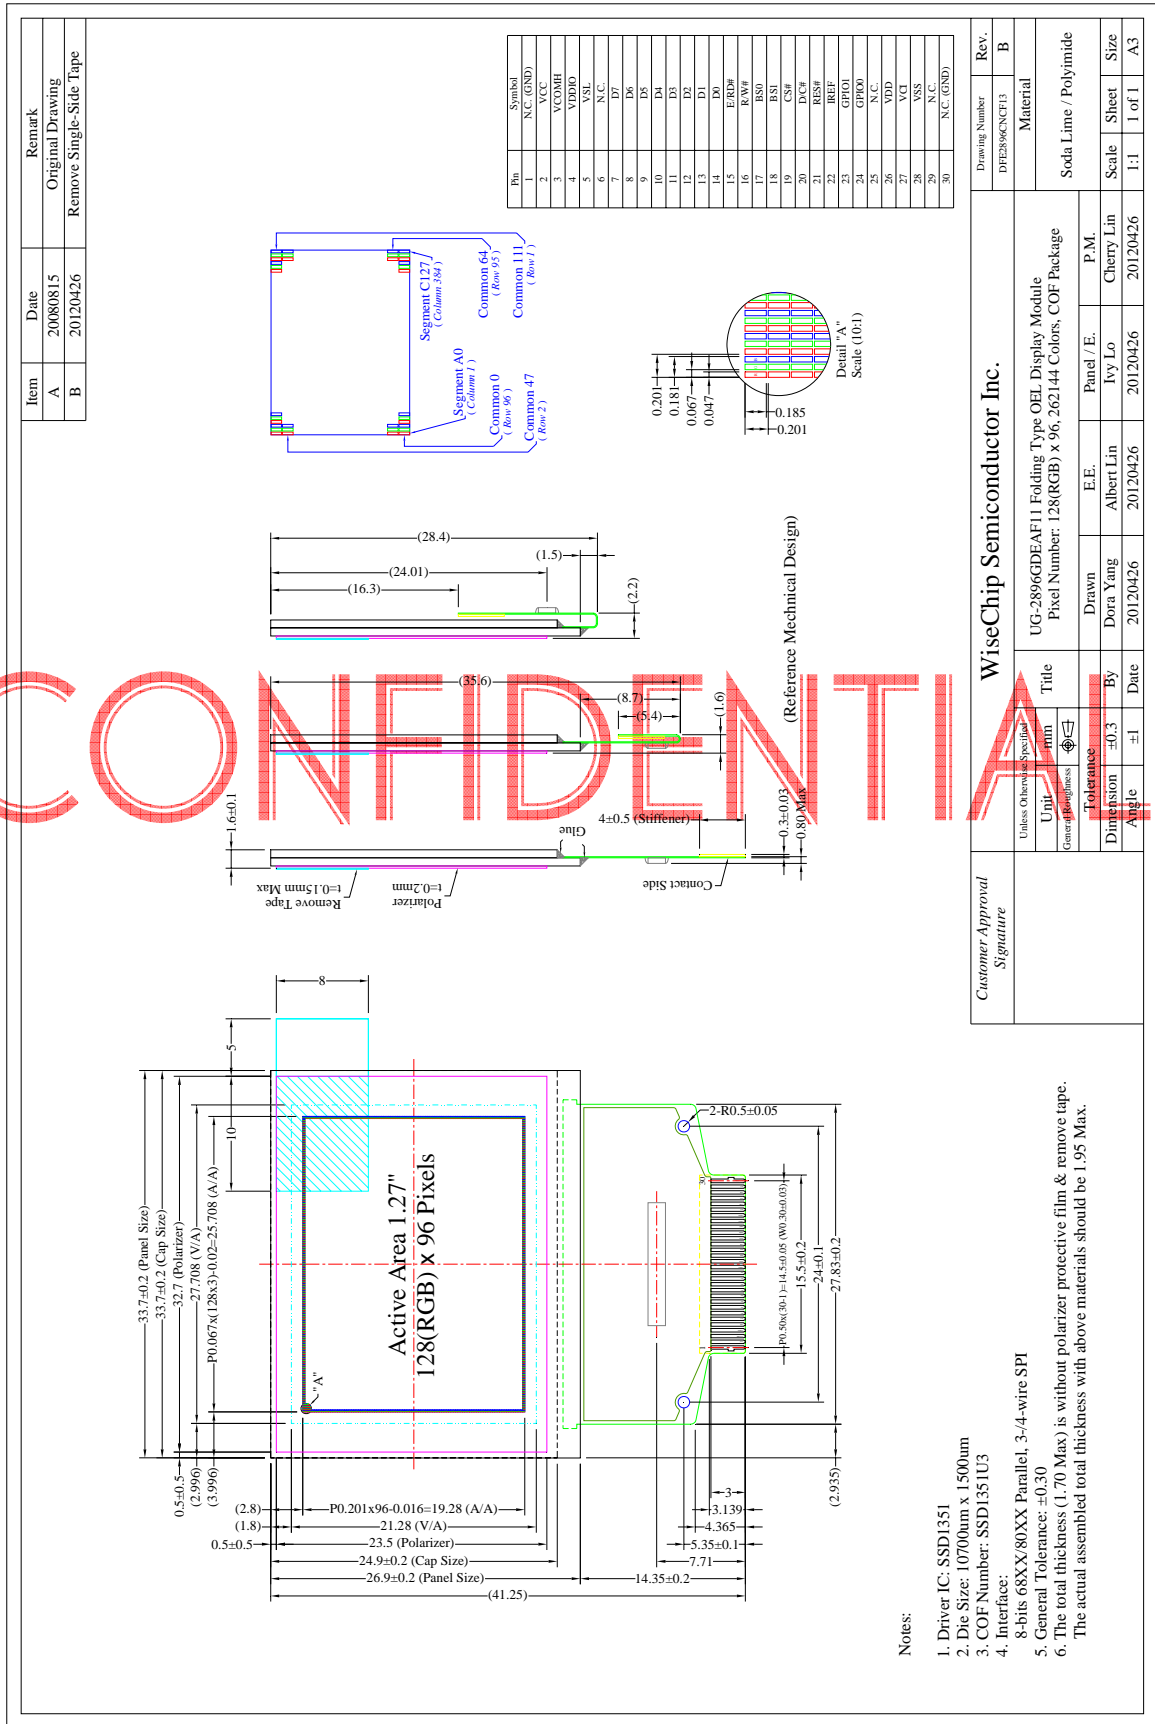 Item Date Remark
A 20080815 Original Drawing
B 20120426 Remove Single-Side Tape
33.7±0.2 (Panel Size)
33.7±0.2 (Cap Size)
32.7 (Polarizer)
27.708 (V/A)
P0.067x(128x3)-0.02=25.708 (A/A)
0.5±0.5
(2.996)
(3.996)
10
5
8
"A"
Active Area 1.27"
128(RGB) x 96 Pixels
(2.8)
P0.201x96-0.016=19.28 (A/A)
(1.8)
21.28 (V/A)
0.5±0.5
23.5 (Polarizer)
24.9±0.2 (Cap Size)
26.9±0.2 (Panel Size)
14.35±0.2
(41.25)
3
3.139
4.365
5.35±0.1
7.71
2-R0.5±0.05
1
30
P0.50x(30-1)=14.5±0.05 (W0.30±0.03)
15.5±0.2
24±0.1
27.83±0.2
(2.935)
1.6±0.1
Remove Tape
t=0.15mm Max
Polarizer
t=0.2mm
Glue
4±0.5 (Stiffener)
Contact Side
0.3±0.03
0.80 Max
(35.6)
(8.7)
(5.4)
(1.6)
(28.4)
(24.01)
(16.3)
(1.5)
(2.2)
(Reference Mechnical Design)
Segment A0
( Column 1 )
Segment C127
( Column 384 )
Common 0
( Row 96 )
Common 64
( Row 95 )
Common 47
( Row 2 )
Common 111
( Row 1 )
0.201
0.181
0.067
0.047
0.185
0.201
Detail "A"
Scale (10:1)
Pin Symbol
1 N.C. (GND)
2 VCC
3 VCOMH
4 VDDIO
5 VSL
6 N.C.
7 D7
8 D6
9 D5
10 D4
11 D3
12 D2
13 D1
14 D0
15 E/RD#
16 R/W#
17 BS0
18 BS1
19 CS#
20 D/C#
21 RES#
22 IREF
23 GPIO1
24 GPIO0
25 N.C.
26 VDD
27 VCI
28 VSS
29 N.C.
30 N.C. (GND)
CONFIDENTIAL
Notes:
1. Driver IC: SSD1351
2. Die Size: 10700um x 1500um
3. COF Number: SSD1351U3
4. Interface:
8-bits 68XX/80XX Parallel, 3-/4-wire SPI
5. General Tolerance: ±0.30
6. The total thickness (1.70 Max) is without polarizer protective film & remove tape.
The actual assembled total thickness with above materials should be 1.95 Max.
Customer Approval
Signature
WiseChip Semiconductor Inc.
Drawing Number Rev.
DFE2896CNCF13 B
Unless Otherwise Specified
Unit mm
General Roughness
Tolerance
Dimension ±0.3
Angle ±1
Title
UG-2896GDEAF11 Folding Type OEL Display Module
Pixel Number: 128(RGB) x 96, 262144 Colors, COF Package
Material
Soda Lime / Polyimide
Drawn E.E. Panel / E. P.M.
By Dora Yang Albert Lin Ivy Lo Cherry Lin
Date 20120426 20120426 20120426 20120426
Scale Sheet Size
1:1 1 of 1 A3